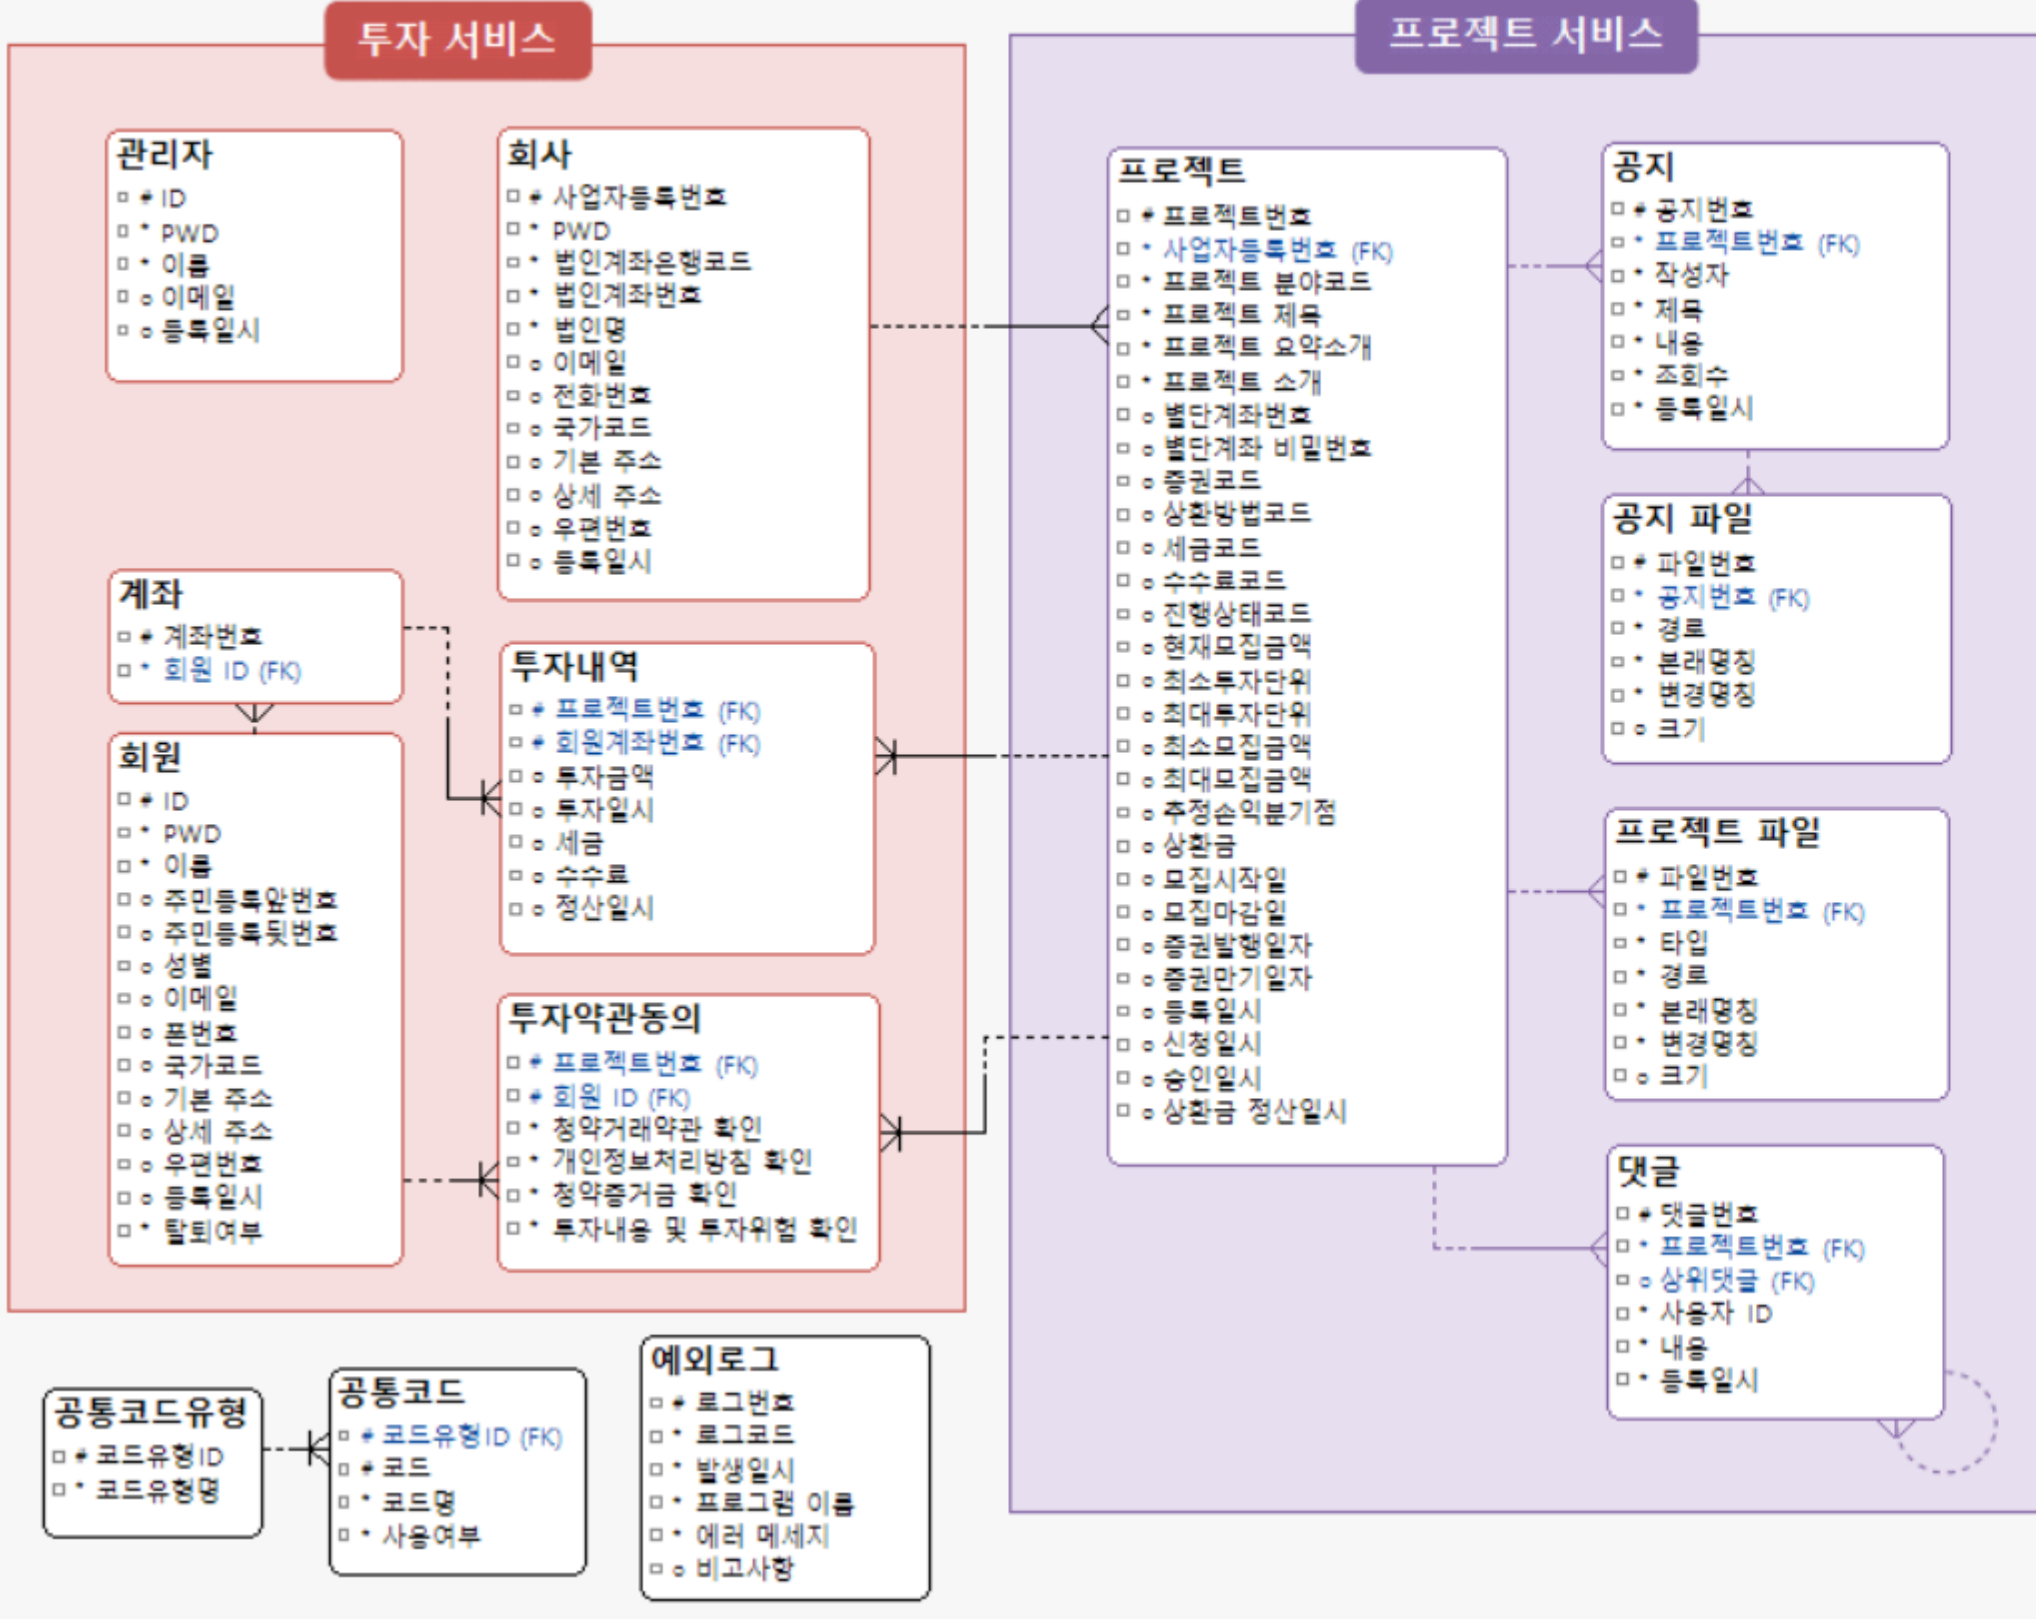 투자 서비스
관리자
# ID
* PWD
* 이름
o 이메일
o 등록일시
회사
# 사업자등록번호
* PWD
* 법인계좌은행코드
* 법인계좌번호
* 법인명
o 이메일
o 전화번호
o 국가코드
o 기본 주소
o 상세 주소
o 우편번호
o 등록일시
계좌
# 계좌번호
* 회원 ID (FK)
회원
# ID
* PWD
* 이름
o 주민등록앞번호
o 주민등록뒷번호
o 성별
o 이메일
o 폰번호
o 국가코드
o 기본 주소
o 상세 주소
o 우편번호
o 등록일시
* 탈퇴여부
투자내역
# 프로젝트번호 (FK)
# 회원계좌번호 (FK)
o 투자금액
o 투자일시
o 세금
o 수수료
o 정산일시
투자약관동의
# 프로젝트번호 (FK)
# 회원 ID (FK)
* 청약거래약관 확인
* 개인정보처리방침 확인
* 청약증거금 확인
* 투자내용 및 투자위험 확인
프로젝트 서비스
프로젝트
# 프로젝트번호
* 사업자등록번호 (FK)
* 프로젝트 분야코드
* 프로젝트 제목
* 프로젝트 요약소개
* 프로젝트 소개
o 별단계좌번호
o 별단계좌 비밀번호
o 증권코드
o 상환방법코드
o 세금코드
o 수수료코드
o 진행상태코드
o 현재모집금액
o 최소투자단위
o 최대투자단위
o 최소모집금액
o 최대모집금액
o 추정손익분기점
o 상환금
o 모집시작일
o 모집마감일
o 증권발행일자
o 증권만기일자
o 등록일시
o 신청일시
o 승인일시
o 상환금 정산일시
공지
# 공지번호
* 프로젝트번호 (FK)
* 작성자
* 제목
* 내용
* 조회수
* 등록일시
공지 파일
# 파일번호
* 공지번호 (FK)
* 경로
* 본래명칭
* 변경명칭
o 크기
프로젝트 파일
# 파일번호
* 프로젝트번호 (FK)
* 타입
* 경로
* 본래명칭
* 변경명칭
o 크기
댓글
# 댓글번호
* 프로젝트번호 (FK)
o 상위댓글 (FK)
* 사용자 ID
* 내용
* 등록일시
공통코드유형
# 코드유형ID
* 코드유형명
공통코드
# 코드유형ID (FK)
# 코드
* 코드명
* 사용여부
예외로그
# 로그번호
* 로그코드
* 발생일시
* 프로그램 이름
* 에러 메세지
o 비고사항